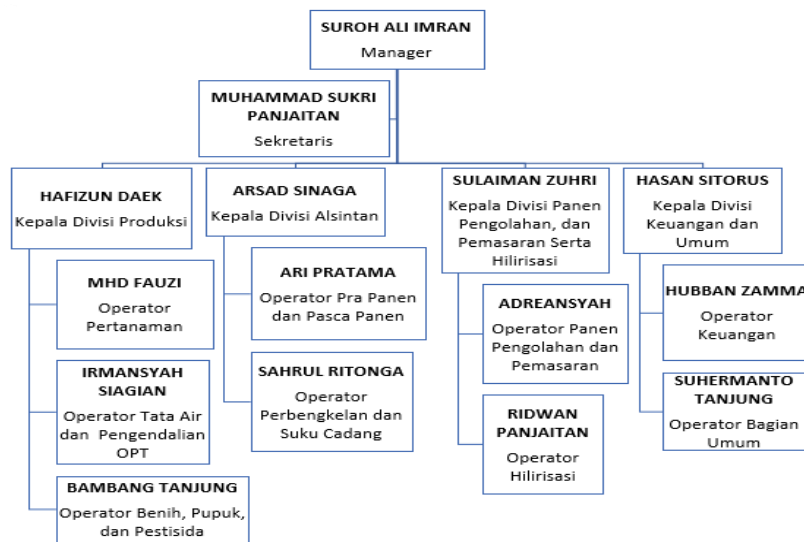 SUROH ALI IMRAN
Manager
MUHAMMAD SUKRI
PANJAITAN
Sekretaris
HAFIZUN DAEK
Kepala Divisi Produksi
MHD FAUZI
Operator
Pertanaman
IRMANSYAH
SIAGIAN
Operator Tata Air
dan Pengendalian
OPT
BAMBANG TANJUNG
Operator Benih, Pupuk,
dan Pestisida
ARSAD SINAGA
Kepala Divisi Alsintan
ARI PRATAMA
Operator Pra Panen
dan Pasca Panen
SAHRUL RITONGA
Operator
Perbengkelan dan
Suku Cadang
SULAIMAN ZUHRI
Kepala Divisi Panen
Pengolahan, dan
Pemasaran Serta
Hilirisasi
ADREANSYAH
Operator Panen
Pengolahan dan
Pemasaran
RIDWAN
PANJAITAN
Operator
Hilirisasi
HASAN SITORUS
Kepala Divisi
Keuangan dan
Umum
HUBBAN ZAMMA
Operator
Keuangan
SUHERMANTO
TANJUNG
Operator Bagian
Umum